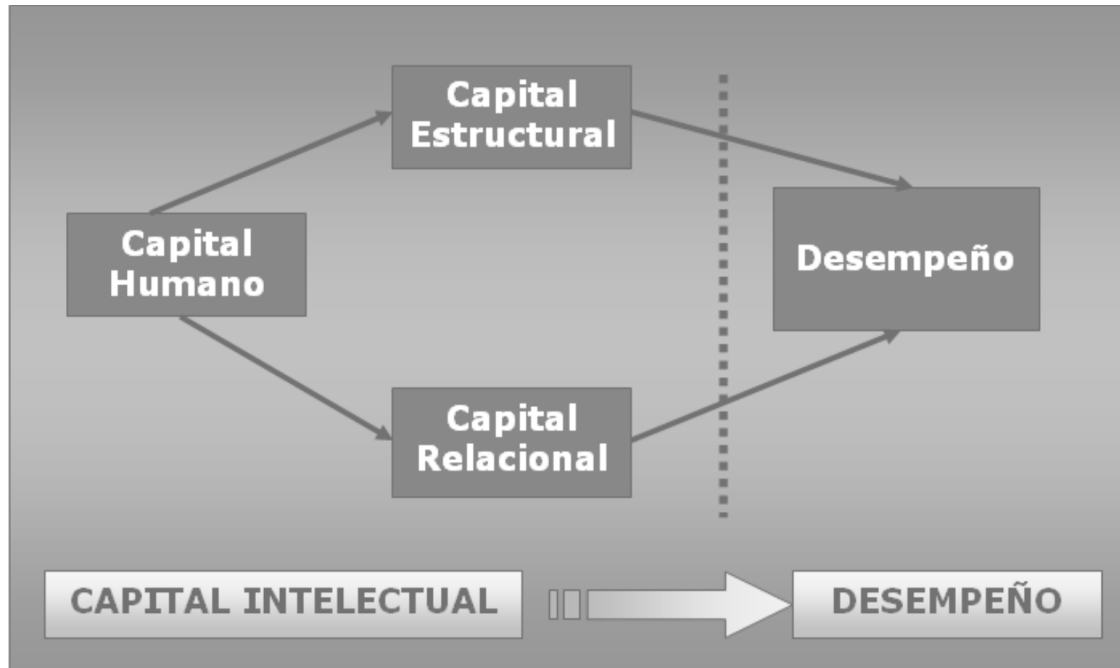 Capital
Estructural
Capital
Humano
Desempeño
Capital
Relacional
CAPITAL INTELECTUAL
DESEMPEÑO